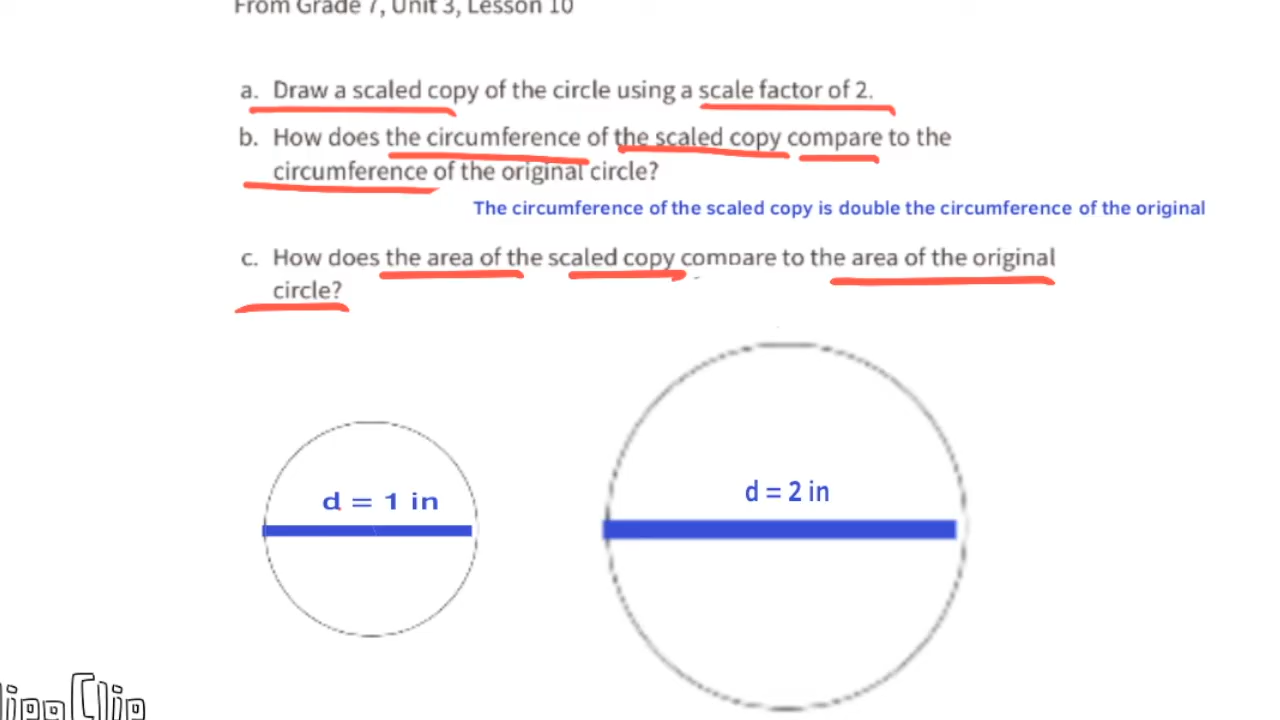 From Grade 7, Unit 3, Lesson 10
a. Draw a scaled copy of the circle using a scale factor of 2.
b. How does the circumference of the scaled copy compare to the
circumference of the original circle?
The circumference of the scaled copy is double the circumference of the original
c. How does the area of the scaled copy compare to the area of the original
circle?
d = 1 in
d = 2 in